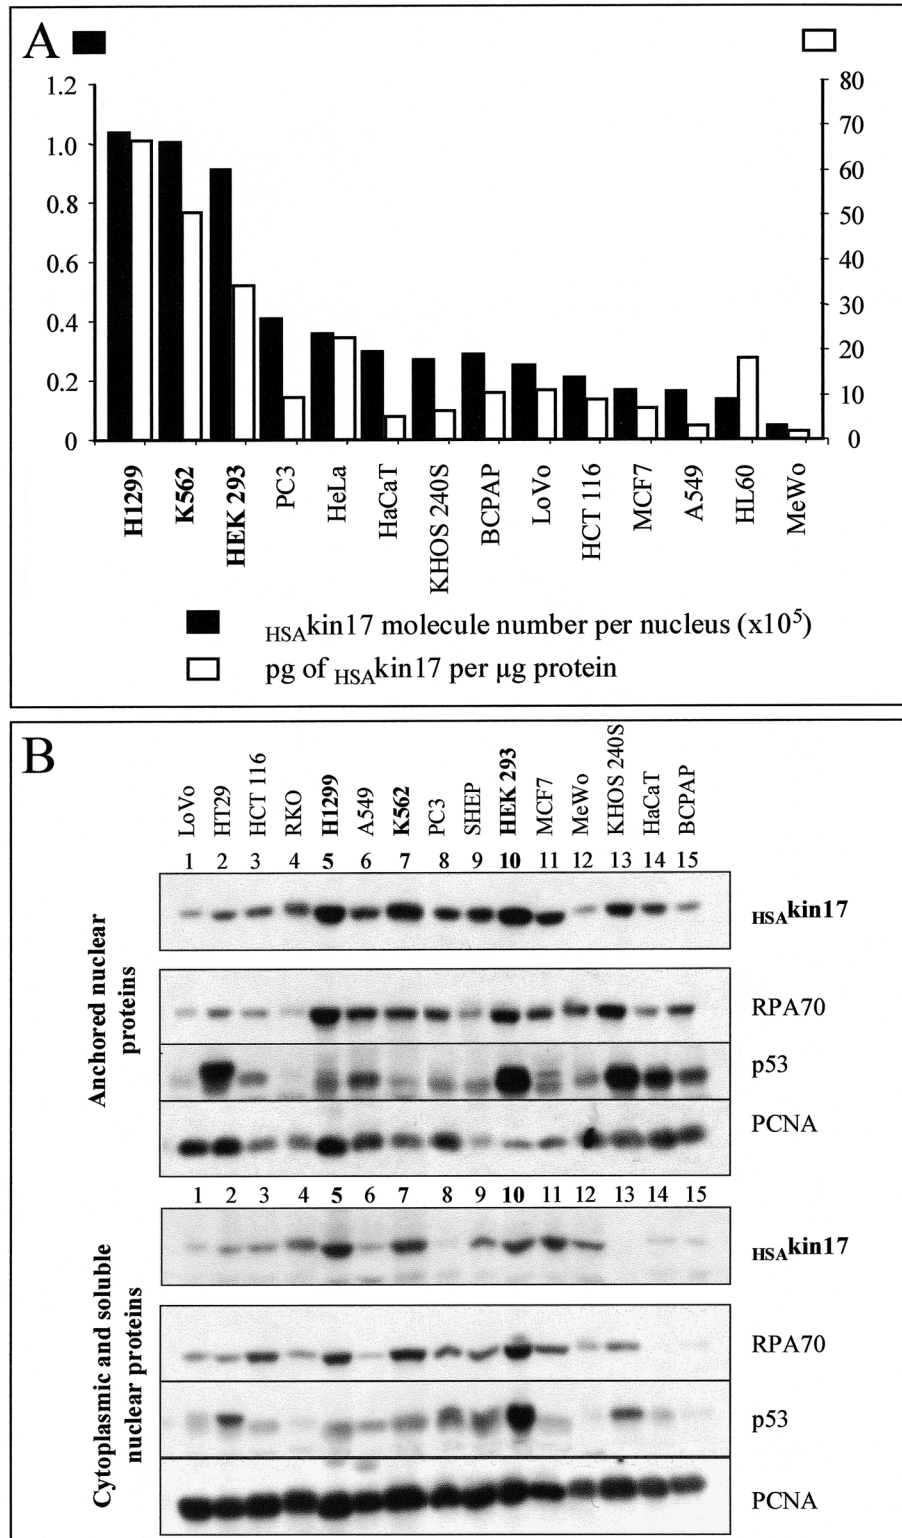 A
1.2
1.0
0.8
0.6
0.4
0.2
0
80
70
60
50
40
30
20
10
0
H1299
K562
HEK 293
PC3
HeLa
HaCaT
KHOS 240S
BCPAP
LoVo
HCT 116
MCF7
A549
HL60
MeWo
HSAkin17 molecule number per nucleus (x10⁵)
pg of HSAkin17 per µg protein
B
LoVo
HT29
HCT 116
RKO
H1299
A549
K562
PC3
SHEP
HEK 293
MCF7
MeWo
KHOS 240S
HaCaT
BCPAP
1 2 3 4 5 6 7 8 9 10 11 12 13 14 15
Anchored nuclear
proteins
HSAkin17
RPA70
p53
PCNA
1 2 3 4 5 6 7 8 9 10 11 12 13 14 15
Cytoplasmic and soluble
nuclear proteins
HSAkin17
RPA70
p53
PCNA